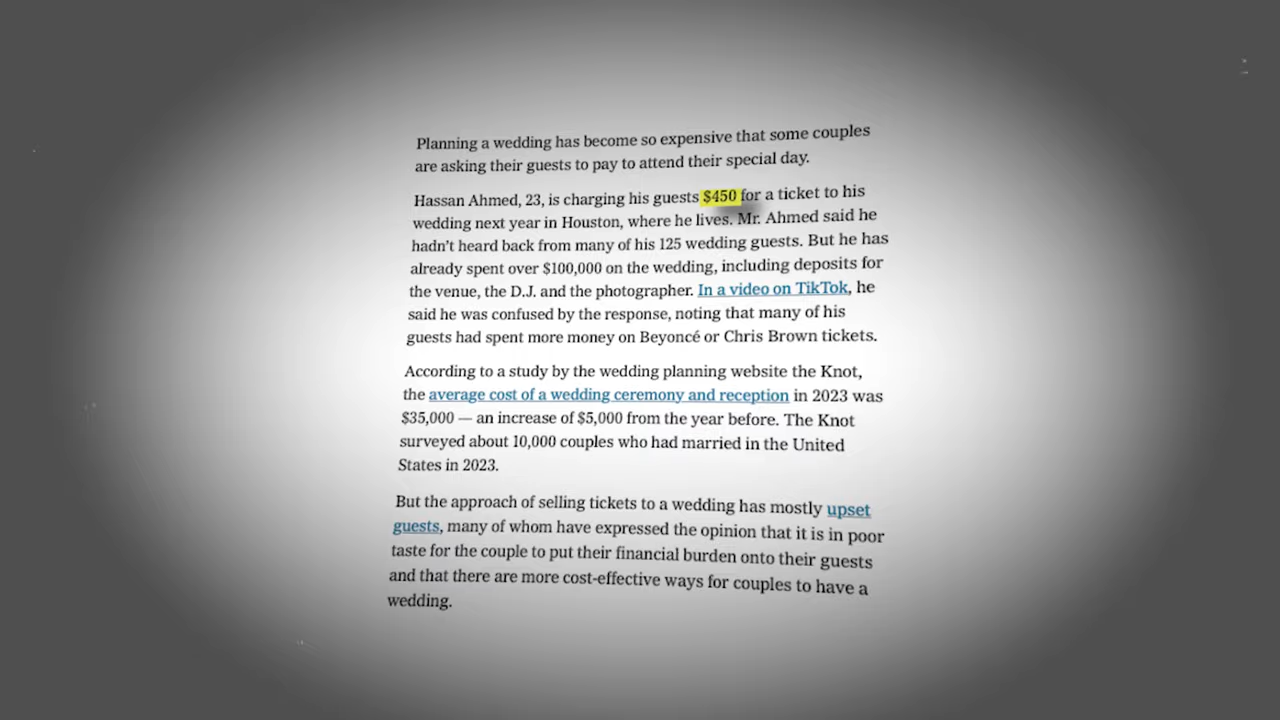 Planning a wedding has become so expensive that some couples
are asking their guests to pay to attend their special day.
Hassan Ahmed, 23, is charging his guests $450 for a ticket to his
wedding next year in Houston, where he lives. Mr. Ahmed said he
hadn't heard back from many of his 125 wedding guests. But he has
already spent over $100,000 on the wedding, including deposits for
the venue, the D.J. and the photographer. In a video on TikTok, he
said he was confused by the response, noting that many of his
guests had spent more money on Beyoncé or Chris Brown tickets.
According to a study by the wedding planning website the Knot,
the average cost of a wedding ceremony and reception in 2023 was
$35,000 — an increase of $5,000 from the year before. The Knot
surveyed about 10,000 couples who had married in the United
States in 2023.
But the approach of selling tickets to a wedding has mostly upset
guests, many of whom have expressed the opinion that it is in poor
taste for the couple to put their financial burden onto their guests
and that there are more cost-effective ways for couples to have a
wedding.